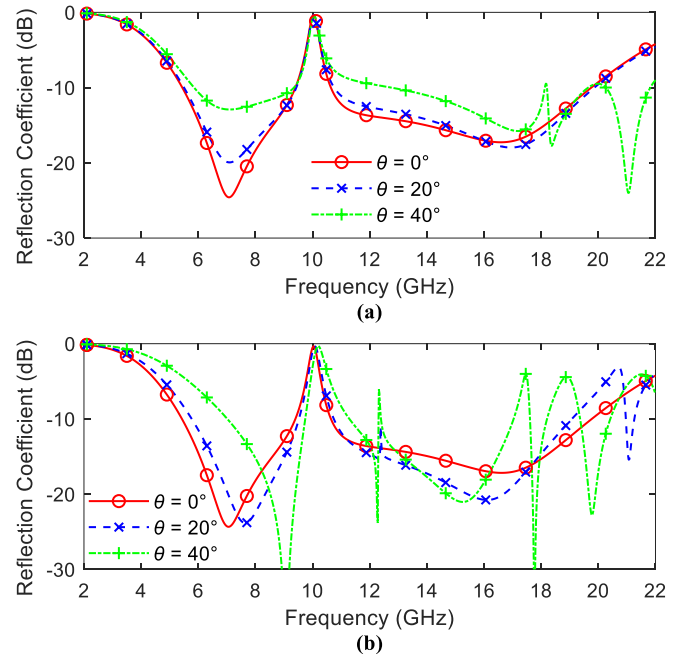 0
-10
-20
-30
Reflection Coefficient (dB)
θ = 0°
θ = 20°
θ = 40°
2 4 6 8 10 12 14 16 18 20 22
Frequency (GHz)
(a)
0
-10
-20
-30
Reflection Coefficient (dB)
θ = 0°
θ = 20°
θ = 40°
2 4 6 8 10 12 14 16 18 20 22
Frequency (GHz)
(b)